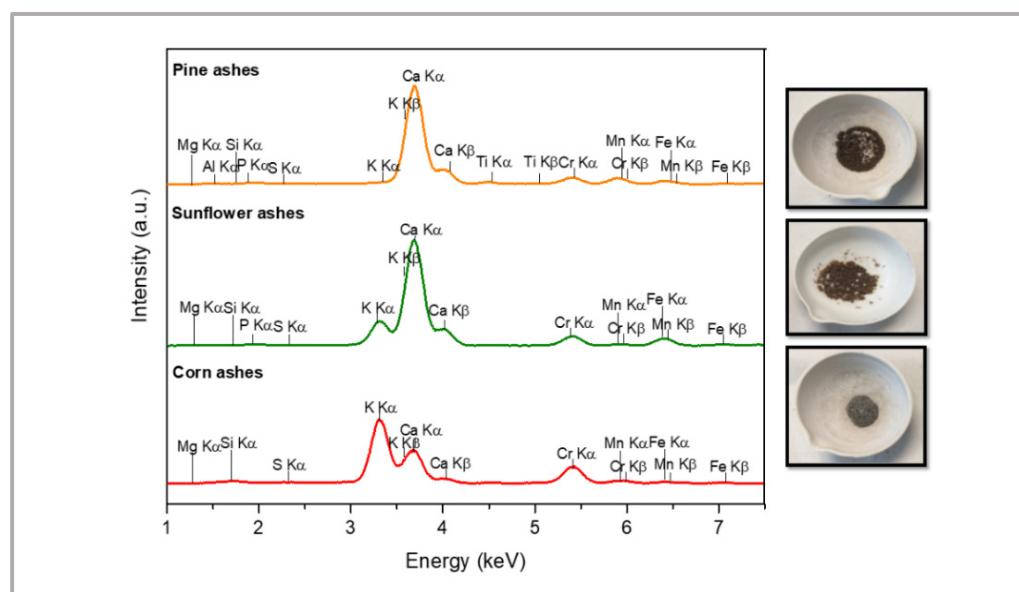 Pine ashes
Ca Kα
K Kβ
Mg Kα Si Kα
Al Kα P Kα S Kα
K Kα
Ca Kβ
Ti Kα Ti Kβ Cr Kα
Mn Kα Fe Kα
Cr Kβ Mn Kβ Fe Kβ
Sunflower ashes
Ca Kα
K Kβ
Mg Kα Si Kα
P Kα S Kα
K Kα
Ca Kβ
Cr Kα
Mn Kα Fe Kα
Cr Kβ Mn Kβ Fe Kβ
Corn ashes
K Kα
Ca Kα
K Kβ
Mg Kα Si Kα
S Kα
Ca Kβ
Cr Kα
Mn Kα Fe Kα
Cr Kβ Mn Kβ Fe Kβ
Intensity (a.u.)
1 2 3 4 5 6 7
Energy (keV)